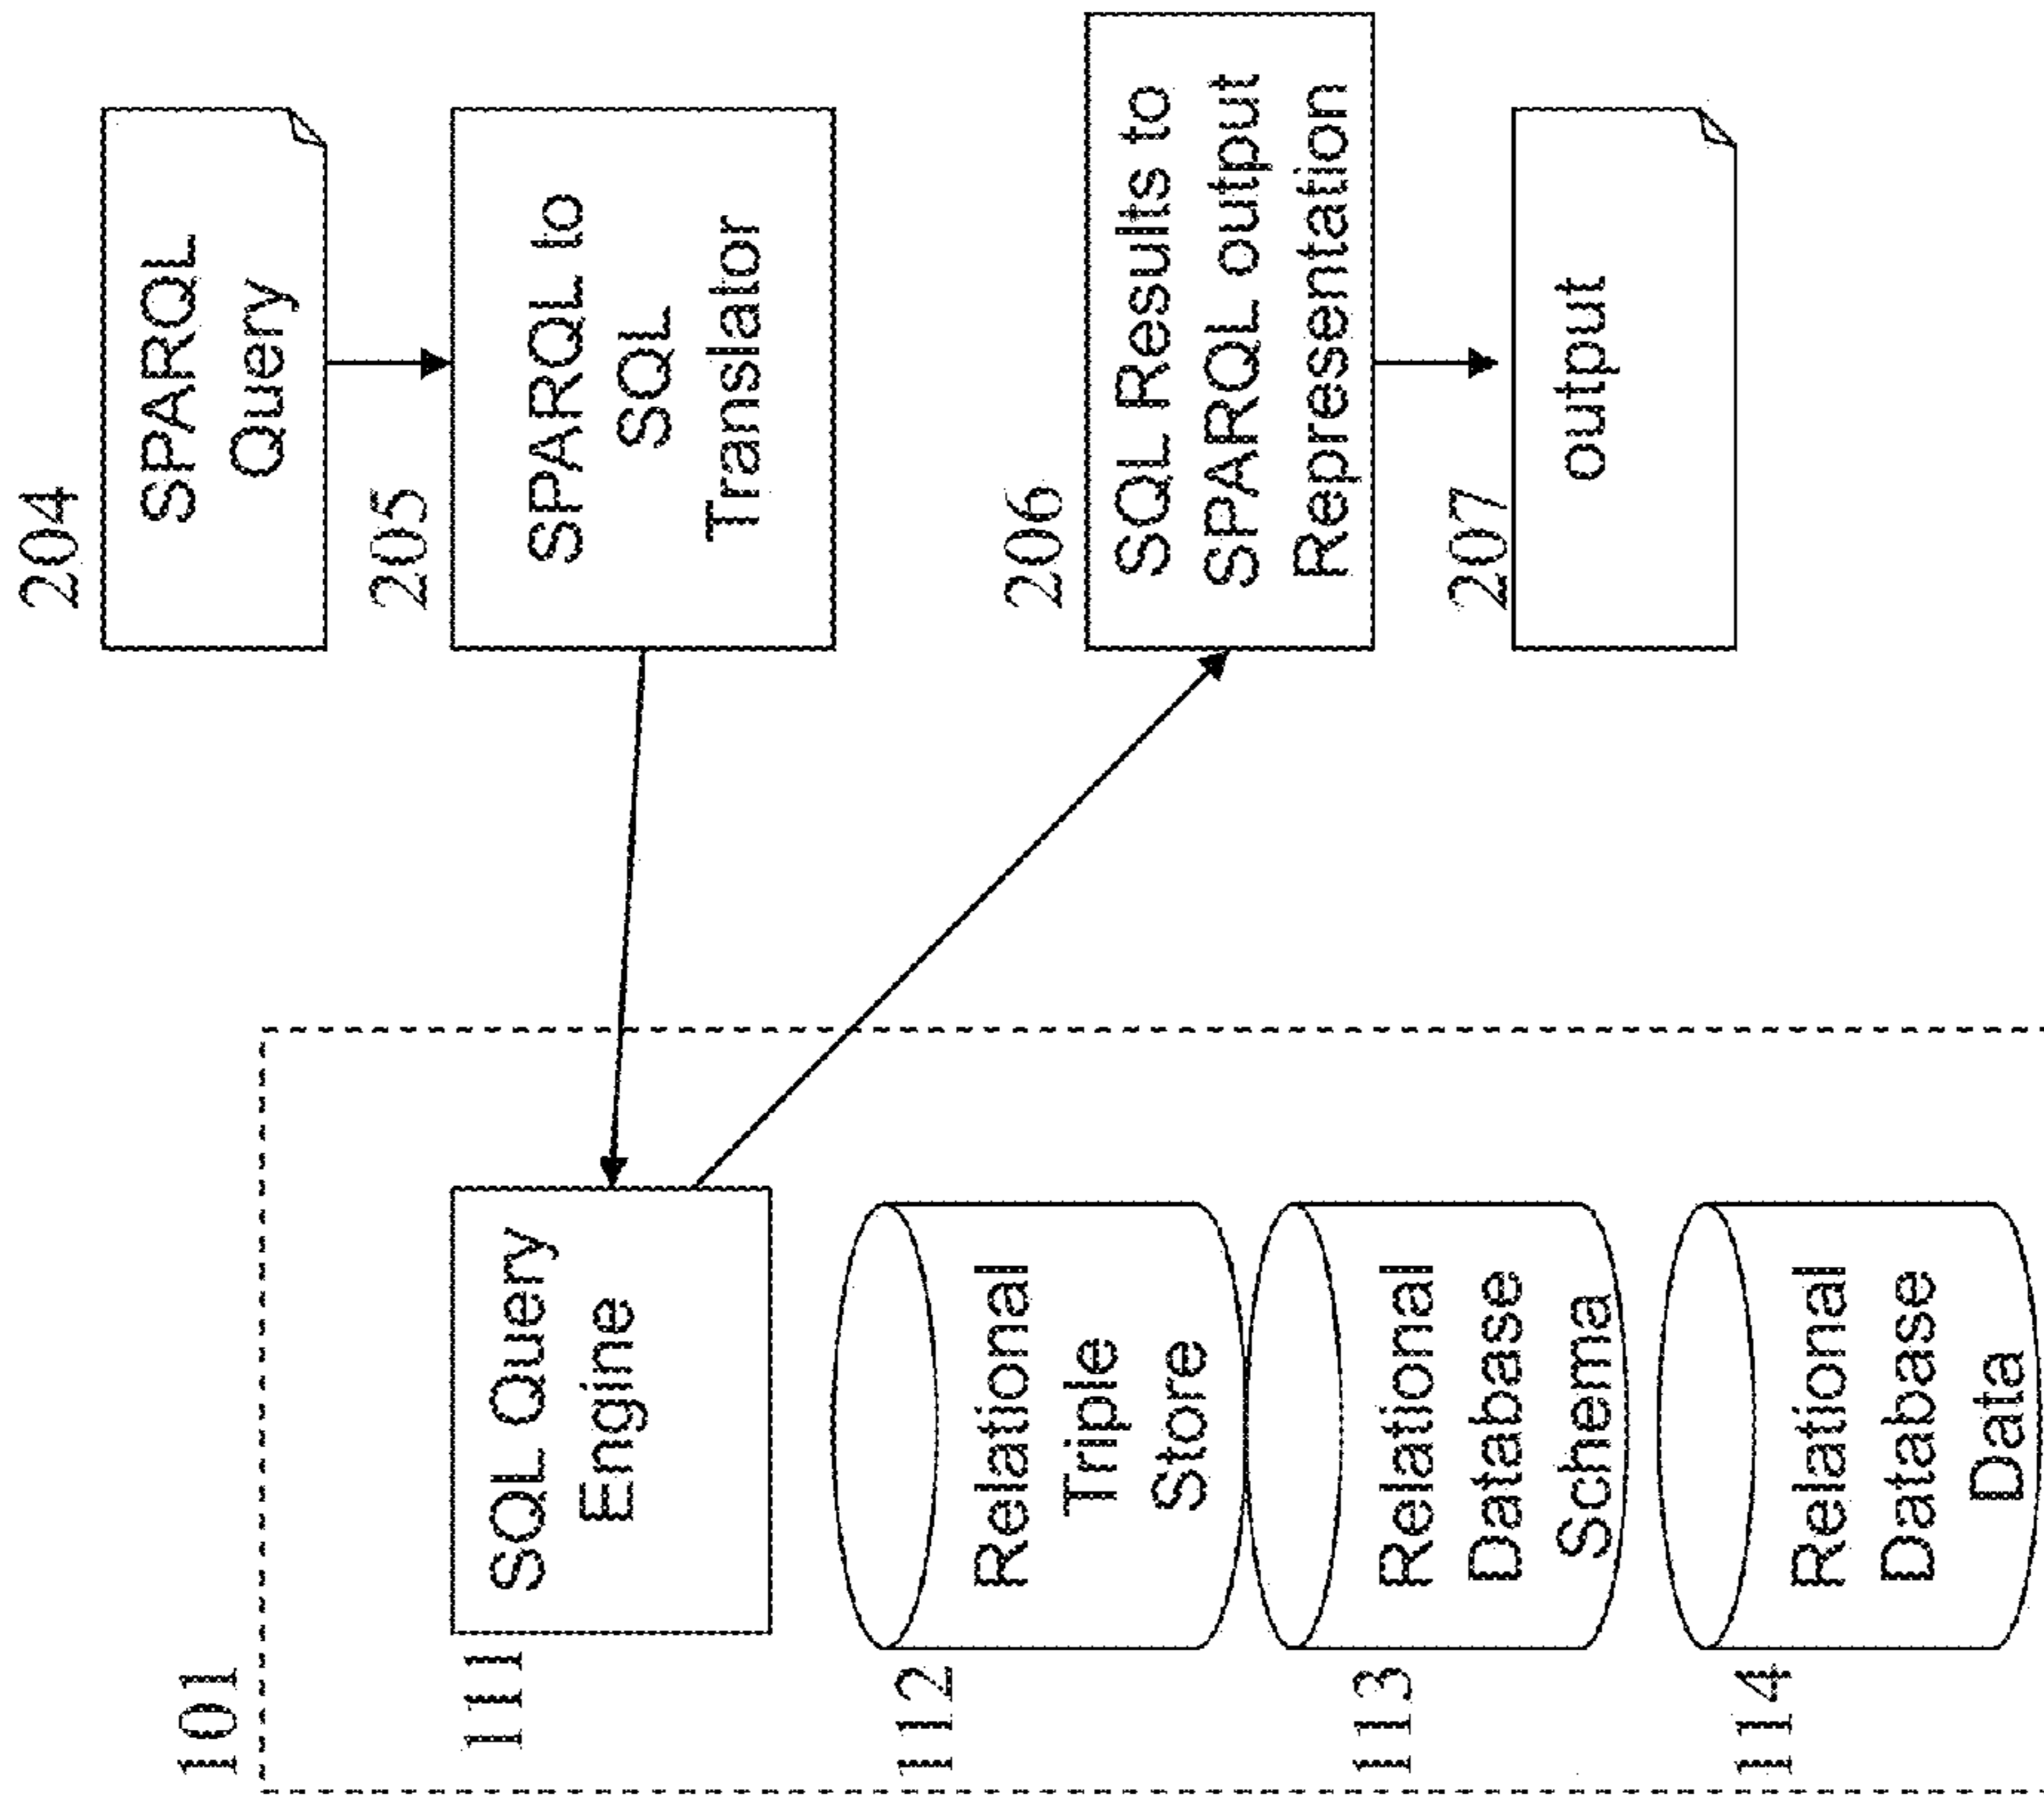 101
111
SQL Query
Engine
112
Relational
Triple
Store
113
Relational
Database
Schema
114
Relational
Database
Data
204
SPARQL
Query
205
SPARQL to
SQL
Translator
206
SQL Results to
SPARQL output
Representation
207
output